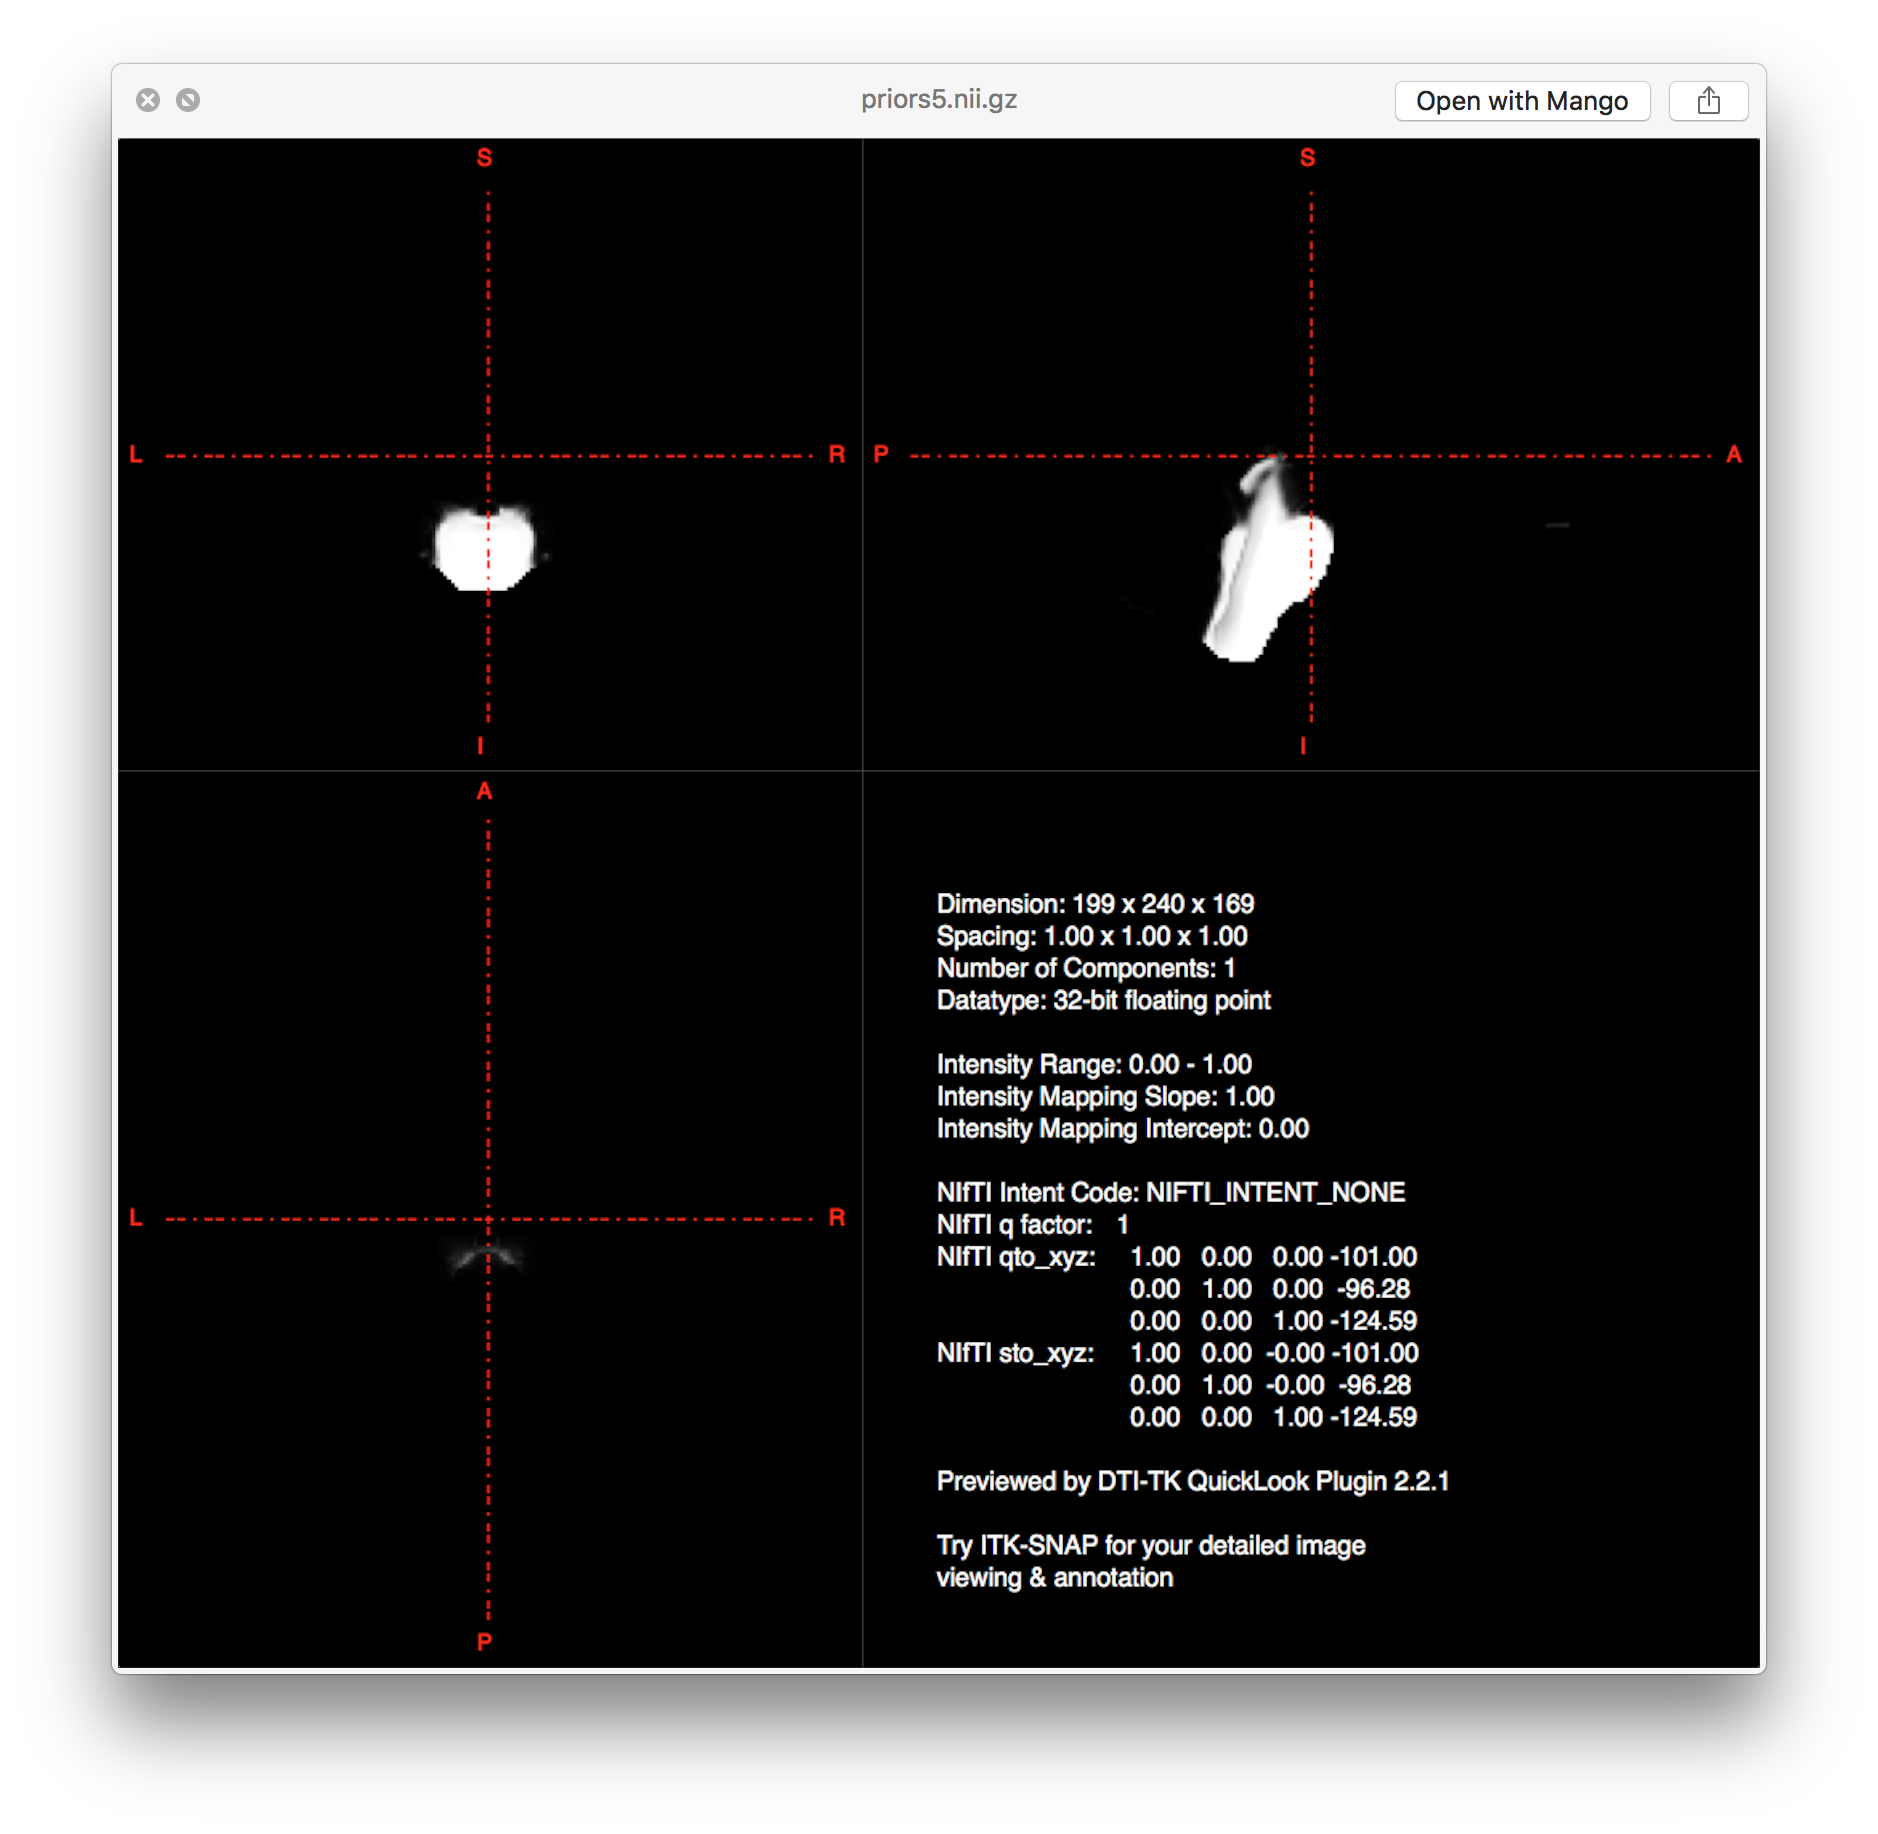 priors5.nii.gz
Open with Mango
S
S
L
R
P
A
I
I
A
L
R
P
Dimension: 199 x 240 x 169
Spacing: 1.00 x 1.00 x 1.00
Number of Components: 1
Datatype: 32-bit floating point
Intensity Range: 0.00 - 1.00
Intensity Mapping Slope: 1.00
Intensity Mapping Intercept: 0.00
NIfTI Intent Code: NIFTI_INTENT_NONE
NIfTI q factor: 1
NIfTI qto_xyz: 1.00 0.00 0.00 -101.00
0.00 1.00 0.00 -96.28
0.00 0.00 1.00 -124.59
NIfTI sto_xyz: 1.00 0.00 -0.00 -101.00
0.00 1.00 -0.00 -96.28
0.00 0.00 1.00 -124.59
Previewed by DTI-TK QuickLook Plugin 2.2.1
Try ITK-SNAP for your detailed image
viewing & annotation